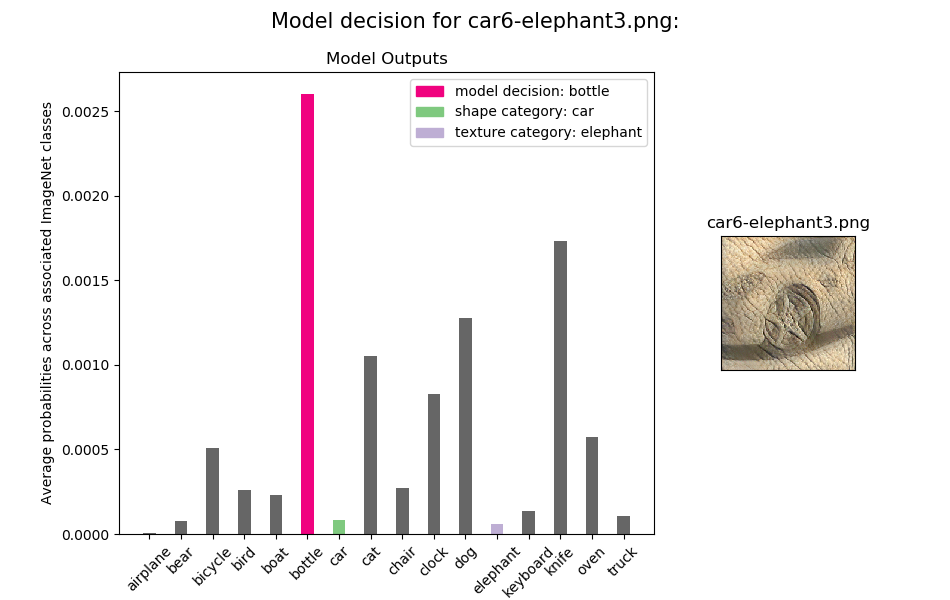 Model decision for car6-elephant3.png:
Model Outputs
Average probabilities across associated ImageNet classes
0.0025
0.0020
0.0015
0.0010
0.0005
0.0000
model decision: bottle
shape category: car
texture category: elephant
airplane
bear
bicycle
bird
boat
bottle
car
cat
chair
clock
dog
elephant
keyboard
knife
oven
truck
car6-elephant3.png